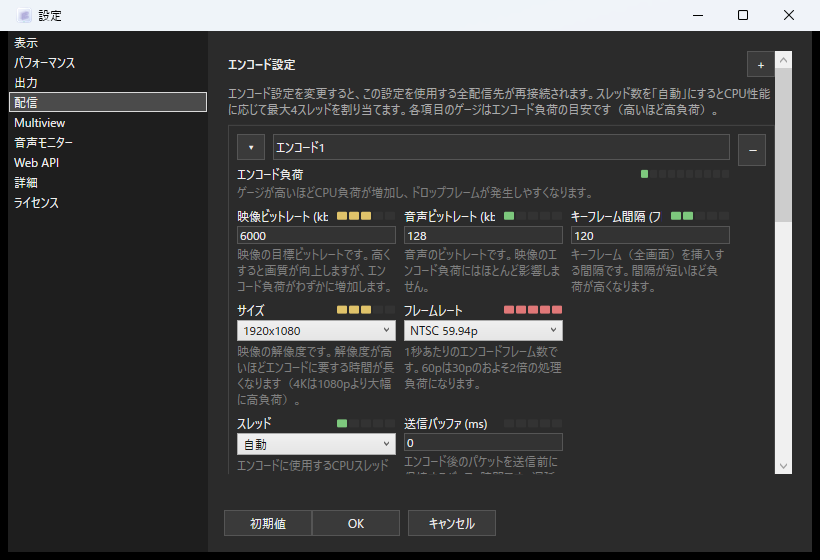 設定
表示
パフォーマンス
出力
配信
Multiview
音声モニター
Web API
詳細
ライセンス
エンコード設定
+
エンコード設定を変更すると、この設定を使用する全配信先が再接続されます。スレッド数を「自動」にするとCPU性能
に応じて最大4スレッドを割り当てます。各項目のゲージはエンコード負荷の目安です（高いほど高負荷）。
エンコード1
−
エンコード負荷
ゲージが高いほどCPU負荷が増加し、ドロップフレームが発生しやすくなります。
映像ビットレート (kb
6000
映像の目標ビットレートです。高く
すると画質が向上しますが、エン
コード負荷がわずかに増加します。
音声ビットレート (kb
128
音声のビットレートです。映像のエ
ンコード負荷にはほとんど影響しま
せん。
キーフレーム間隔 (フ
120
キーフレーム（全画面）を挿入す
る間隔です。間隔が短いほど負
荷が高くなります。
サイズ
1920x1080
映像の解像度です。解像度が高
いほどエンコードに要する時間が長
くなります（4Kは1080pより大幅
に高負荷）。
フレームレート
NTSC 59.94p
1秒あたりのエンコードフレーム数で
す。60pは30pのおよそ2倍の処理
負荷になります。
スレッド
自動
エンコードに使用するCPUスレッド
送信バッファ (ms)
0
エンコード後のパケットを送信前に
初期値
OK
キャンセル